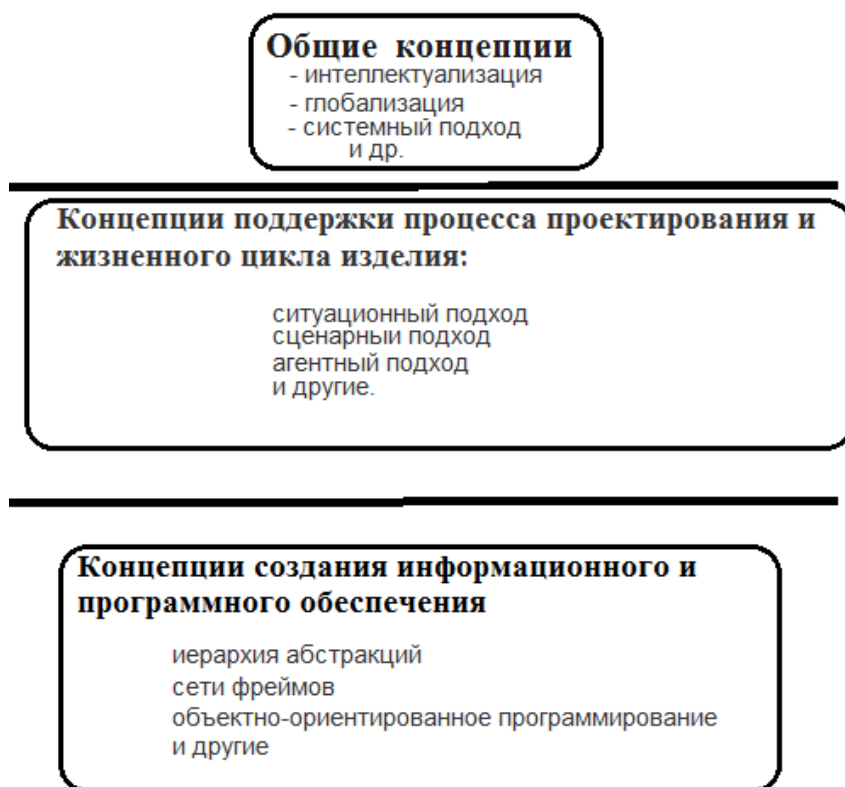 Общие концепции
- интеллектуализация
- глобализация
- системный подход
и др.
Концепции поддержки процесса проектирования и
жизненного цикла изделия:
ситуационный подход
сценарныи подход
агентный подход
и другие.
Концепции создания информационного и
программного обеспечения
иерархия абстракций
сети фреймов
объектно-ориентированное программирование
и другие